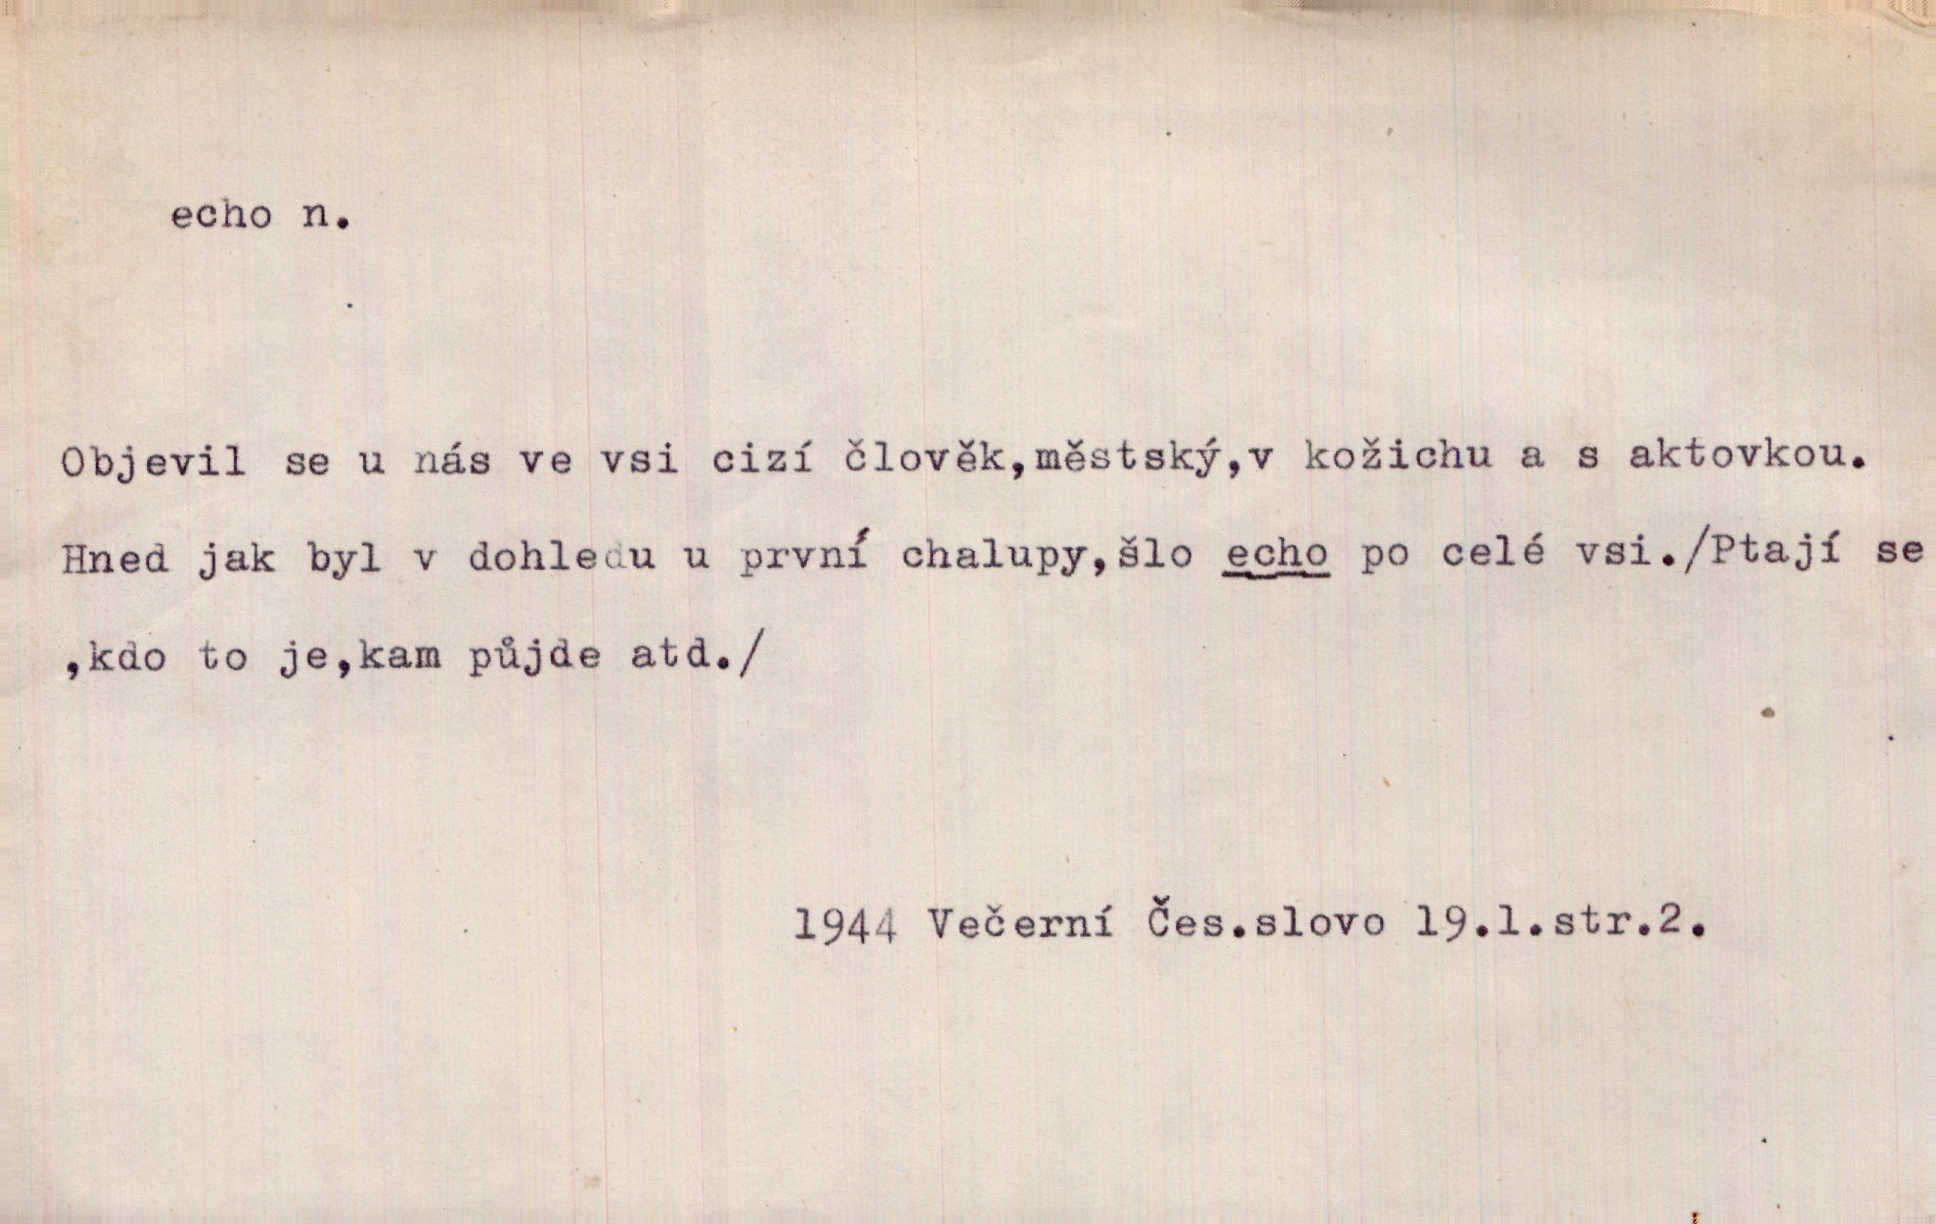 echo n.
Objevil se u nás ve vsi cizí člověk,městský,v kožichu a s aktovkou.
Hned jak byl v dohledu u první chalupy,šlo echo po celé vsi./Ptají se
,kdo to je,kam půjde atd./
1944 Večerní Čes.slovo 19.1.str.2.